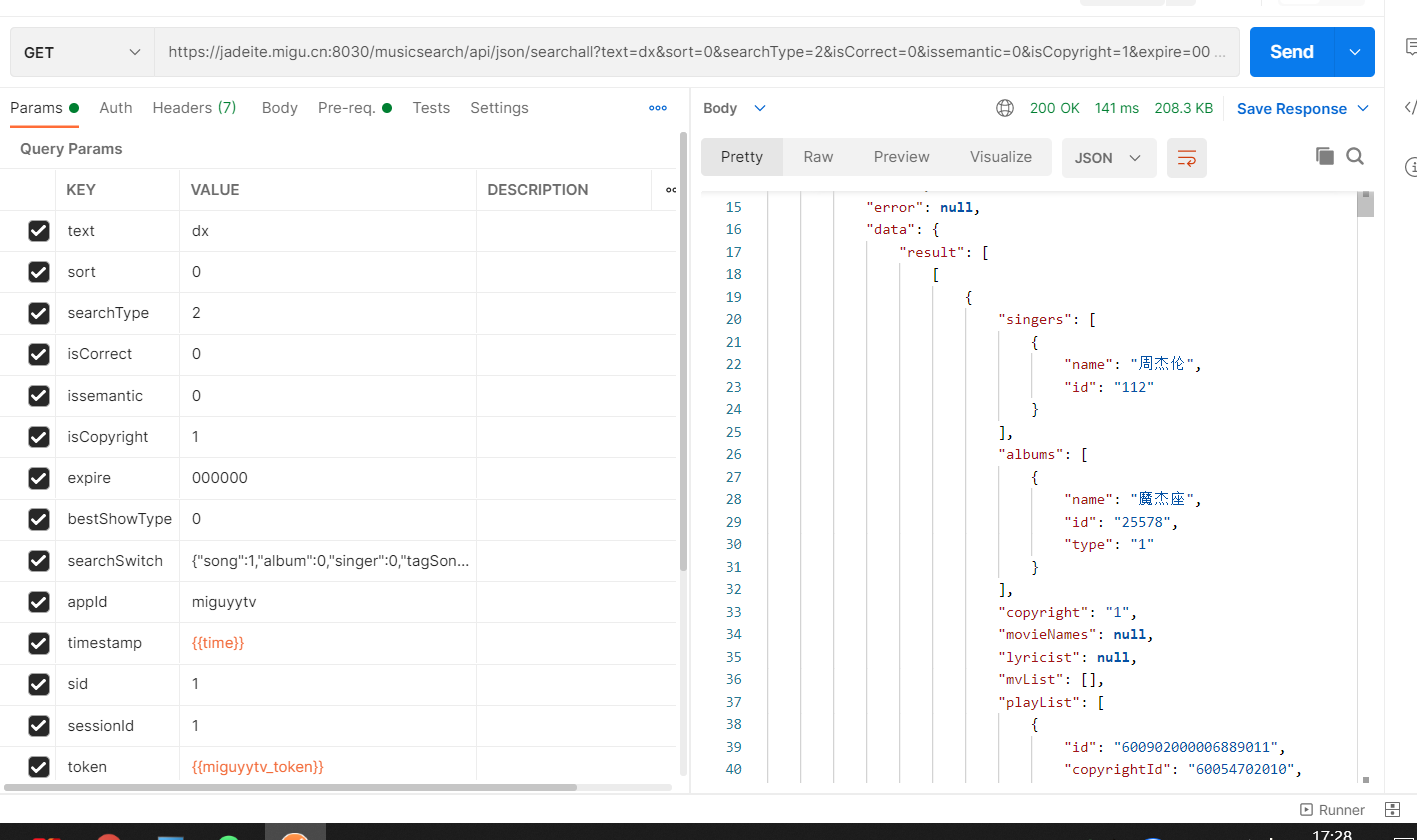 GET
https://jadeite.migu.cn:8030/musicsearch/api/json/searchall?text=dx&sort=0&searchType=2&isCorrect=0&issemantic=0&isCopyright=1&expire=00 ...
Send
Params Auth Headers (7) Body Pre-req. Tests Settings
Query Params
KEY VALUE DESCRIPTION
text dx
sort 0
searchType 2
isCorrect 0
issemantic 0
isCopyright 1
expire 000000
bestShowType 0
searchSwitch {"song":1,"album":0,"singer":0,"tagSon...
appId miguyytv
timestamp {{time}}
sid 1
sessionId 1
token {{miguyytv_token}}
Body 200 OK 141 ms 208.3 KB Save Response
Pretty Raw Preview Visualize JSON
15 "error": null,
16 "data": {
17 "result": [
18 [
19 {
20 "singers": [
21 {
22 "name": "周杰伦",
23 "id": "112"
24 }
25 ],
26 "albums": [
27 {
28 "name": "魔杰座",
29 "id": "25578",
30 "type": "1"
31 }
32 ],
33 "copyright": "1",
34 "movieNames": null,
35 "lyricist": null,
36 "mvList": [],
37 "playList": [
38 {
39 "id": "600902000006889011",
40 "copyrightId": "60054702010",
Runner
17:28